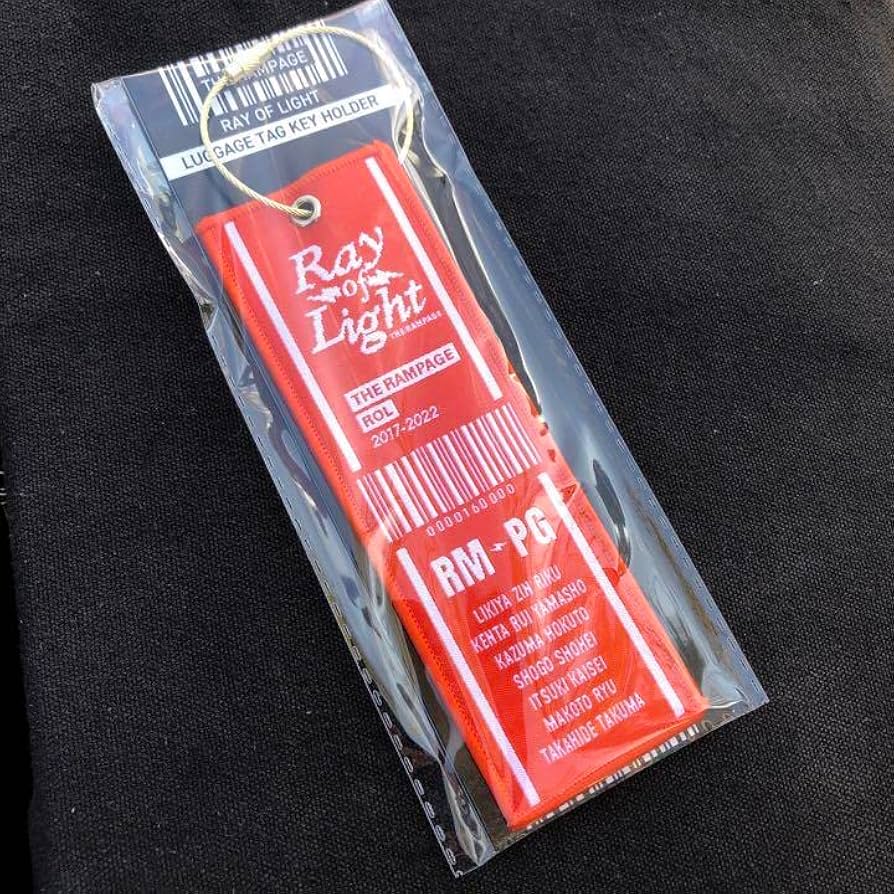 THE RAMPAGE
RAY OF LIGHT
LUGGAGE TAG KEY HOLDER
Ray
of
Light
THE RAMPAGE
THE RAMPAGE
ROL
2017-2022
0000160000
RM PG
LIKIYA ZIN RIKU
KENTA RUI YAMASHO
KAZUMA HOKUTO
SHOGO SHOHEI
ITSUKI KAISEI
MAKOTO RYU
TAKAHIDE TAKUMA